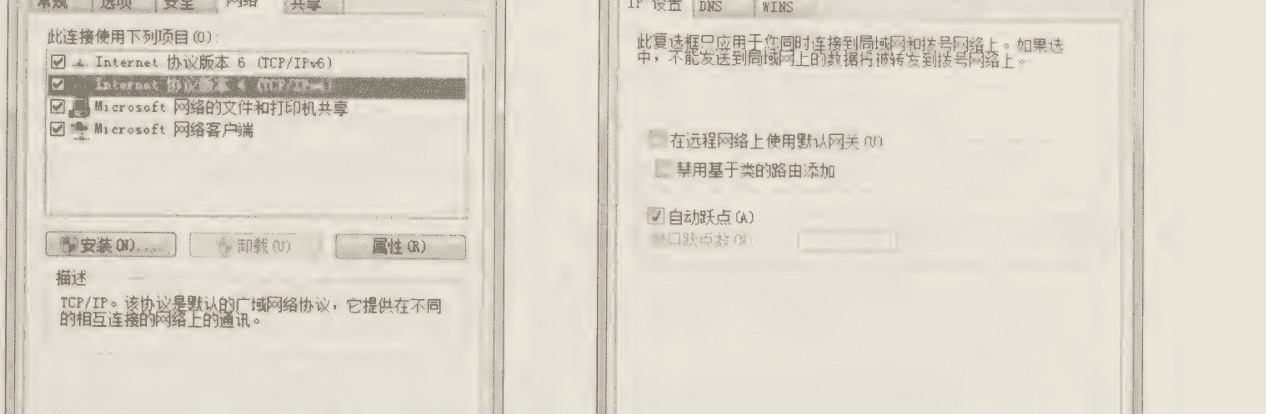 常规 选项 安全 网络 共享
此连接使用下列项目(O):
Internet 协议版本 6 (TCP/IPv6)
Internet 协议版本 4 (TCP/IPv4)
Microsoft 网络的文件和打印机共享
Microsoft 网络客户端
安装(N)...
卸载(U)
属性(R)
描述
TCP/IP。该协议是默认的广域网络协议，它提供在不同
的相互连接的网络上的通讯。
IP 设置 DNS WINS
此复选框只应用于您同时连接到局域网和拨号网络上。如果选
中，不能发送到局域网上的数据将被转发到拨号网络上。
在远程网络上使用默认网关(U)
禁用基于类的路由添加
自动跃点(A)
接口跃点数(N):